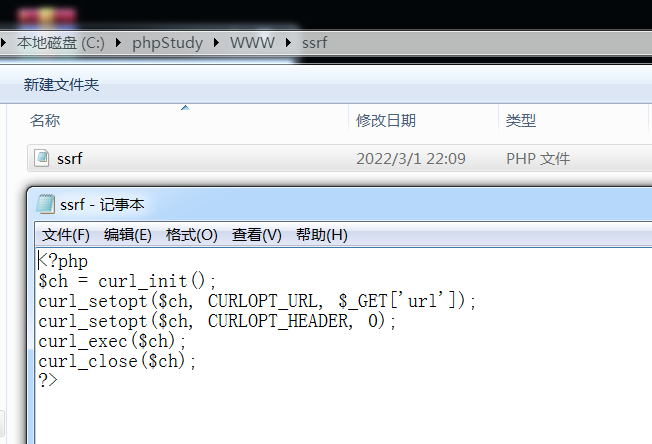 本地磁盘 (C:) phpStudy WWW ssrf
新建文件夹
名称 修改日期 类型
ssrf 2022/3/1 22:09 PHP 文件
ssrf - 记事本
文件(F) 编辑(E) 格式(O) 查看(V) 帮助(H)
<?php
$ch = curl_init();
curl_setopt($ch, CURLOPT_URL, $_GET['url']);
curl_setopt($ch, CURLOPT_HEADER, 0);
curl_exec($ch);
curl_close($ch);
?>